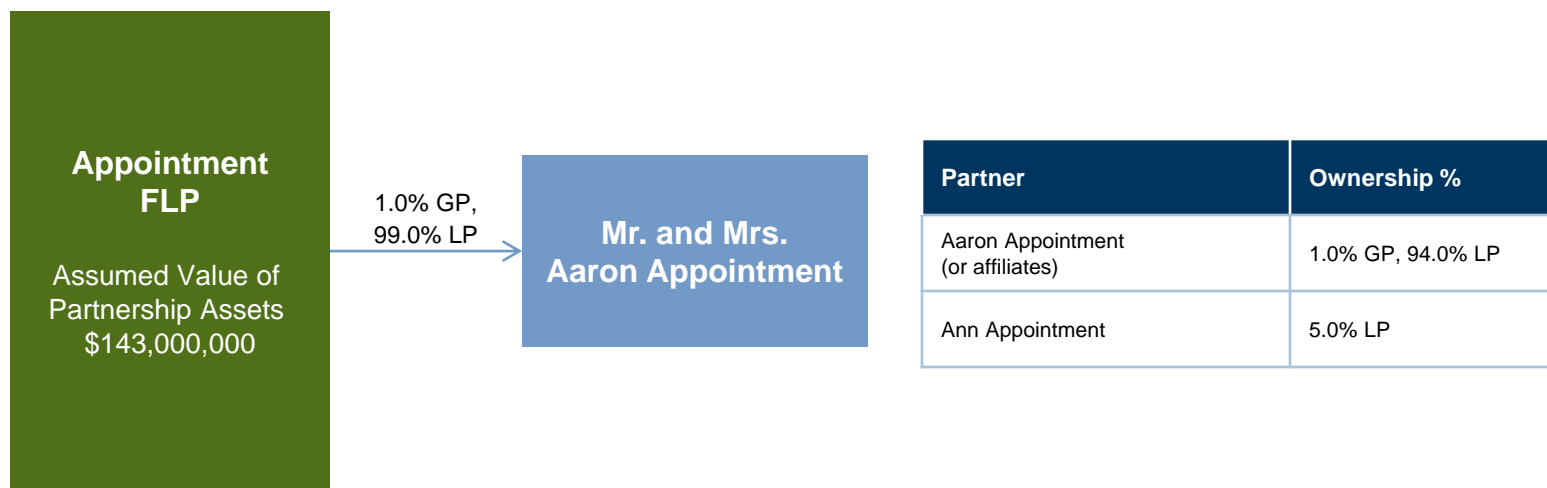 Appointment
FLP
Assumed Value of
Partnership Assets
$143,000,000
1.0% GP,
99.0% LP
Mr. and Mrs.
Aaron Appointment
Partner
Ownership %
Aaron Appointment
(or affiliates)
1.0% GP, 94.0% LP
Ann Appointment
5.0% LP